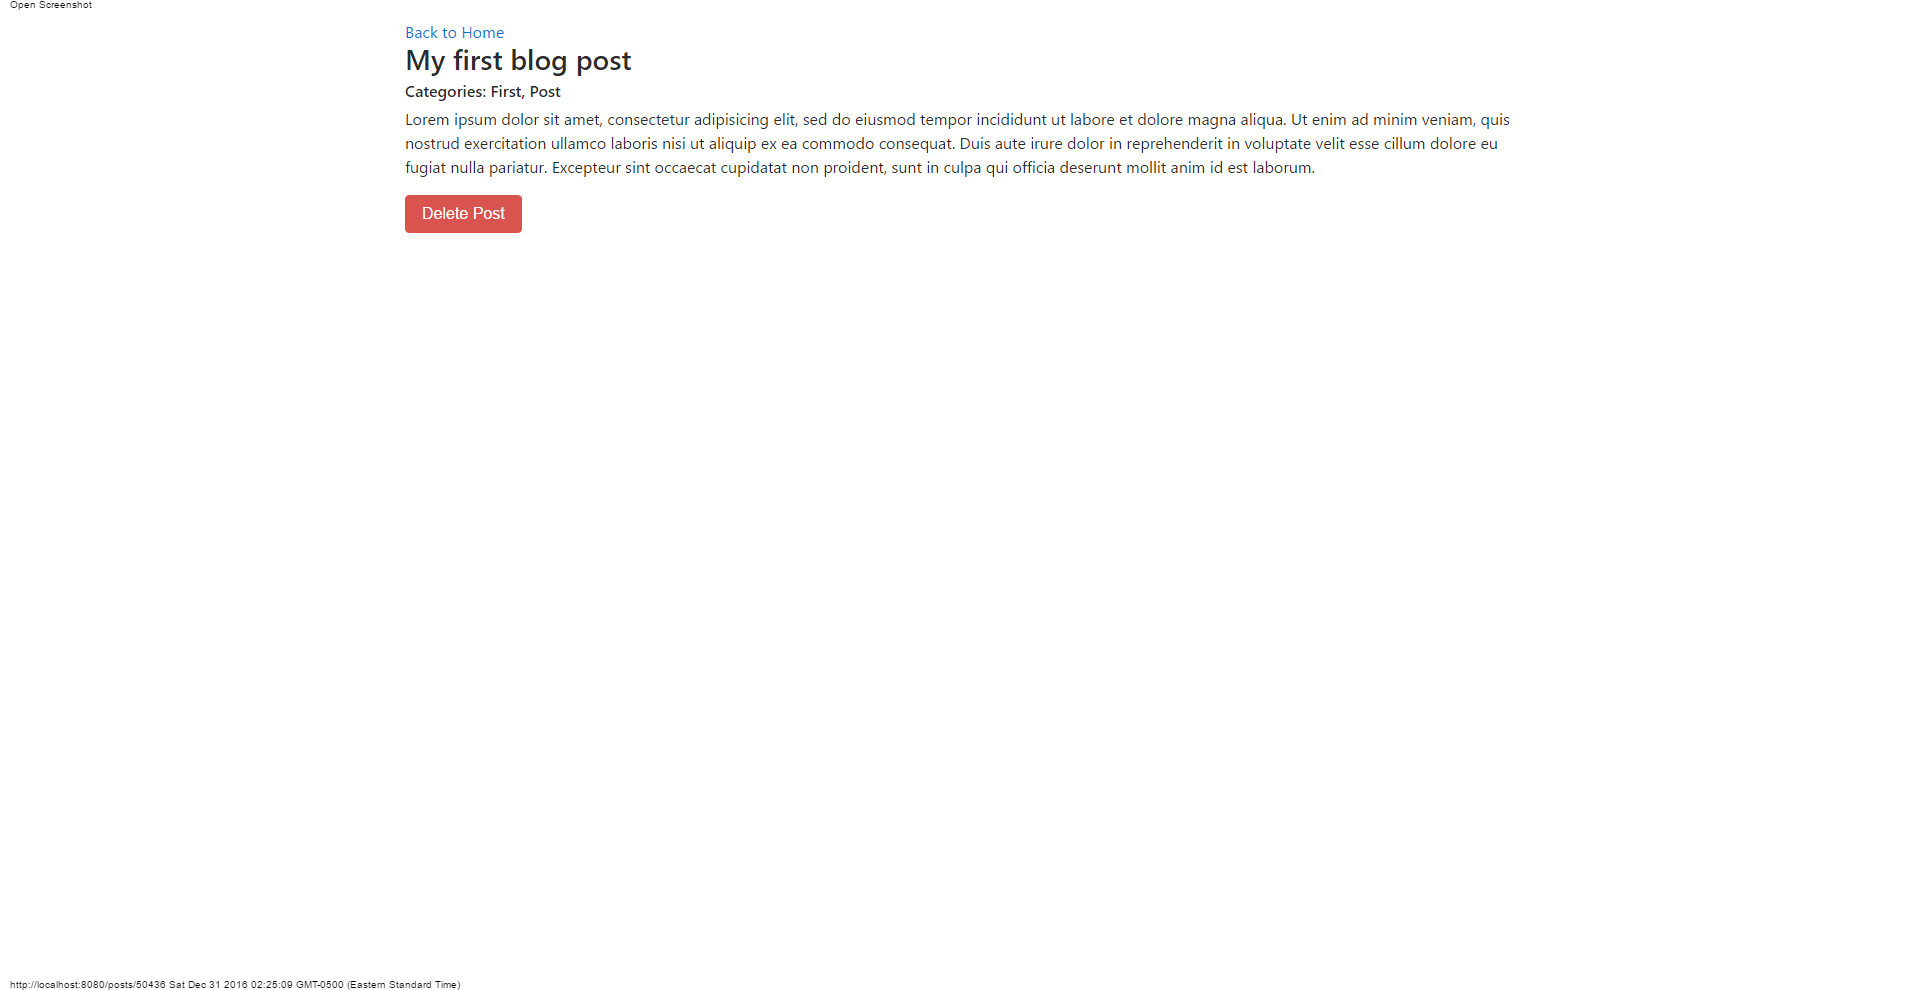 Open Screenshot
Back to Home
My first blog post
Categories: First, Post
Lorem ipsum dolor sit amet, consectetur adipisicing elit, sed do eiusmod tempor incididunt ut labore et dolore magna aliqua. Ut enim ad minim veniam, quis
nostrud exercitation ullamco laboris nisi ut aliquip ex ea commodo consequat. Duis aute irure dolor in reprehenderit in voluptate velit esse cillum dolore eu
fugiat nulla pariatur. Excepteur sint occaecat cupidatat non proident, sunt in culpa qui officia deserunt mollit anim id est laborum.
Delete Post
http://localhost:8080/posts/50436 Sat Dec 31 2016 02:25:09 GMT-0500 (Eastern Standard Time)